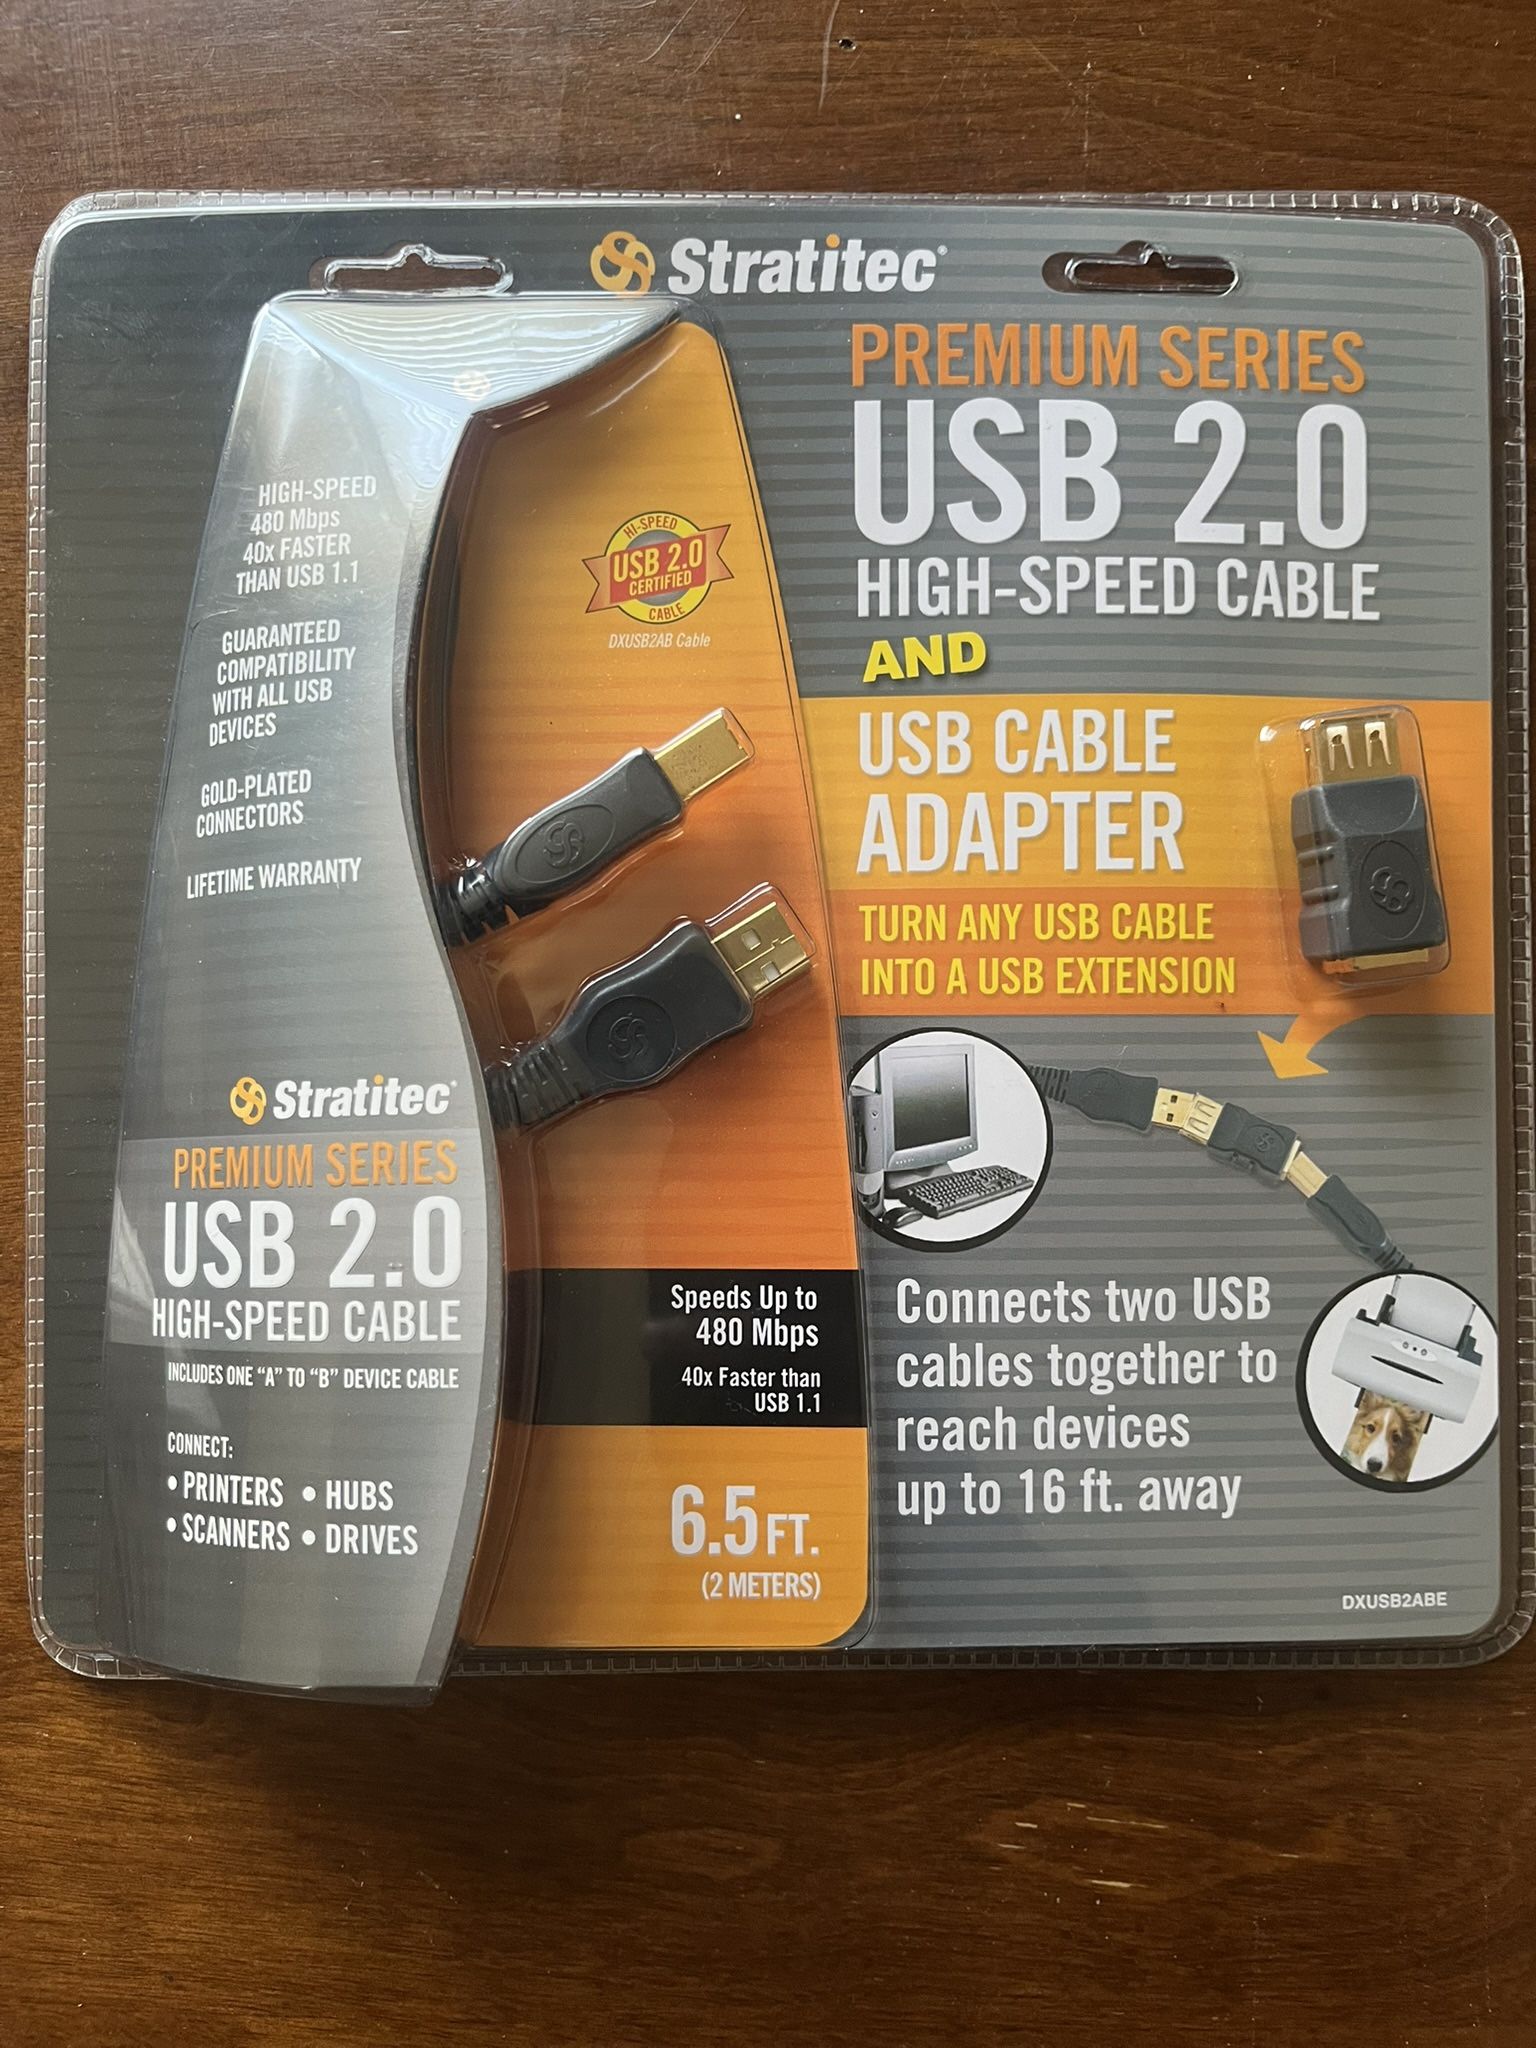 Stratitec®
PREMIUM SERIES
USB 2.0
HIGH-SPEED CABLE
AND
USB CABLE
ADAPTER
TURN ANY USB CABLE
INTO A USB EXTENSION
Connects two USB
cables together to
reach devices
up to 16 ft. away
DXUSB2ABE
HIGH-SPEED
480 Mbps
40x FASTER
THAN USB 1.1
GUARANTEED
COMPATIBILITY
WITH ALL USB
DEVICES
GOLD-PLATED
CONNECTORS
LIFETIME WARRANTY
Stratitec®
PREMIUM SERIES
USB 2.0
HIGH-SPEED CABLE
INCLUDES ONE "A" TO "B" DEVICE CABLE
CONNECT:
• PRINTERS • HUBS
• SCANNERS • DRIVES
HI-SPEED
USB 2.0
CERTIFIED
CABLE
DXUSB2AB Cable
Speeds Up to
480 Mbps
40x Faster than
USB 1.1
6.5 FT.
(2 METERS)